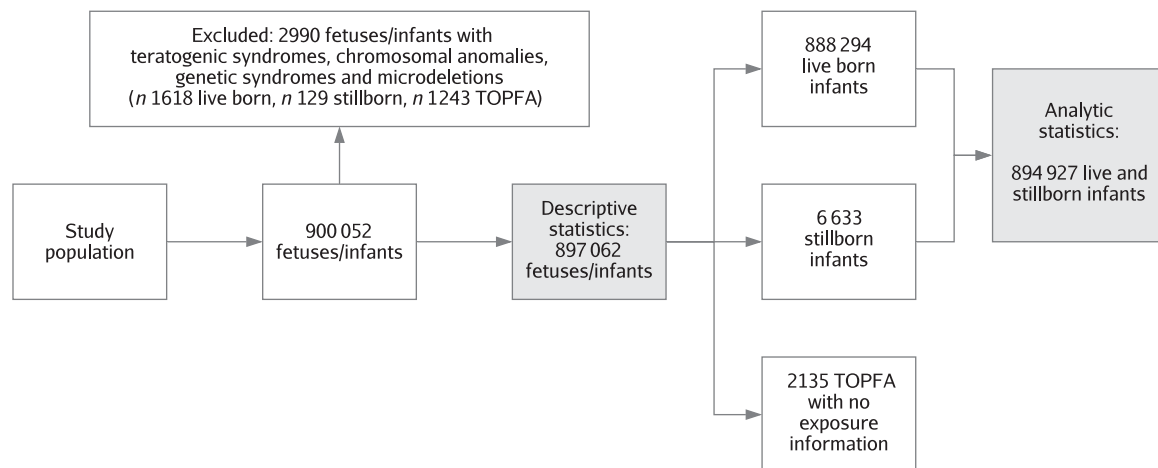 Excluded: 2990 fetuses/infants with
teratogenic syndromes, chromosomal anomalies,
genetic syndromes and microdeletions
(n 1618 live born, n 129 stillborn, n 1243 TOPFA)
Study
population
900 052
fetuses/infants
Descriptive
statistics:
897 062
fetuses/infants
888 294
live born
infants
6 633
stillborn
infants
2135 TOPFA
with no
exposure
information
Analytic
statistics:
894 927 live and
stillborn infants